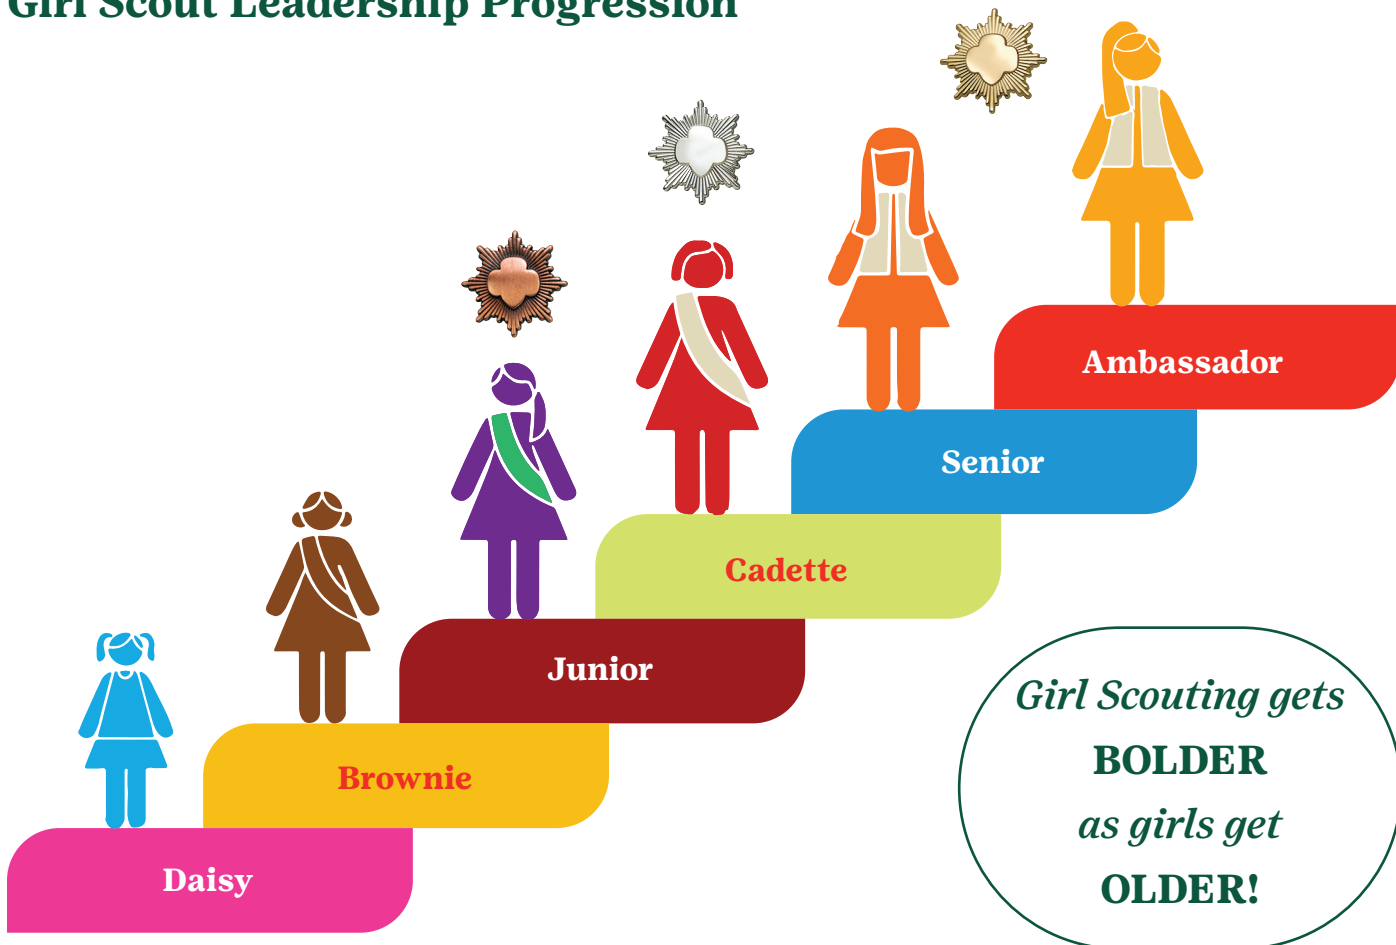 Girl Scout Leadership Progression
Ambassador
Senior
Cadette
Junior
Brownie
Daisy
Girl Scouting gets
BOLDER
as girls get
OLDER!